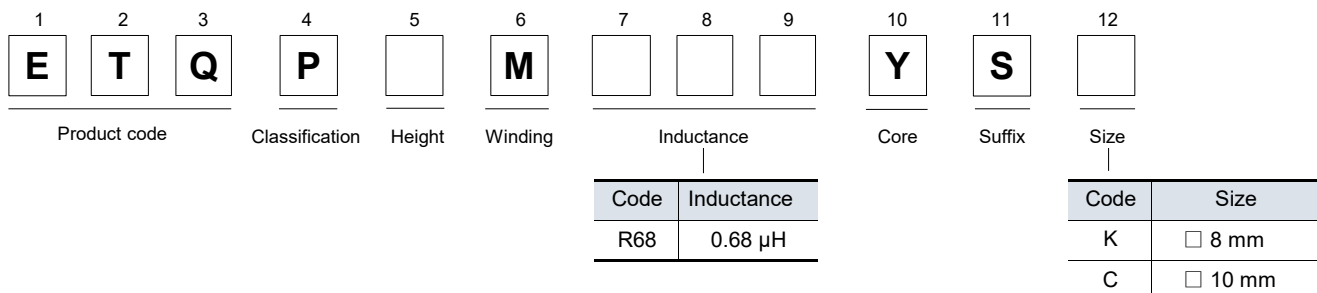 1 2 3 4 5 6 7 8 9 10 11 12
E T Q P M Y S
Product code Classification Height Winding Inductance Core Suffix Size
Code Inductance
R68 0.68 µH
Code Size
K □ 8 mm
C □ 10 mm